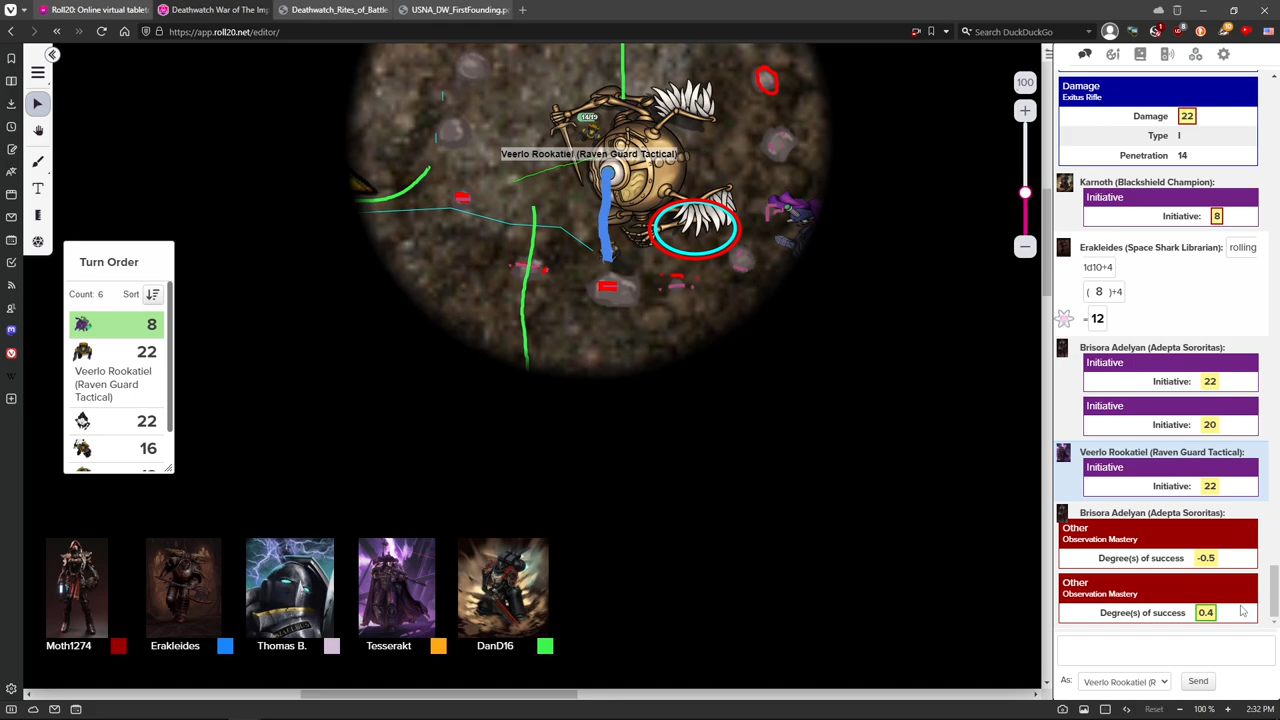 Roll20: Online virtual tablet
Deathwatch War of The Imp
Deathwatch_Rites_of_Battle
USNA_DW_FirstFounding.p
https://app.roll20.net/editor/
Search DuckDuckGo
100
14/19
Veerlo Rookatiel (Raven Guard Tactical)
Turn Order
Count: 6 Sort
8
22
Veerlo Rookatiel
(Raven Guard
Tactical)
22
16
Moth1274
Erakleides
Thomas B.
Tesserakt
DanD16
Damage
Exitus Rifle
Damage 22
Type I
Penetration 14
Karnoth (Blackshield Champion):
Initiative
Initiative: 8
Erakleides (Space Shark Librarian): rolling
1d10+4
( 8 )+4
= 12
Brisora Adelyan (Adepta Sororitas):
Initiative
Initiative: 22
Initiative
Initiative: 20
Veerlo Rookatiel (Raven Guard Tactical):
Initiative
Initiative: 22
Brisora Adelyan (Adepta Sororitas):
Other
Observation Mastery
Degree(s) of success -0.5
Other
Observation Mastery
Degree(s) of success 0.4
As: Veerlo Rookatiel (R Send
Reset 100 % 2:32 PM